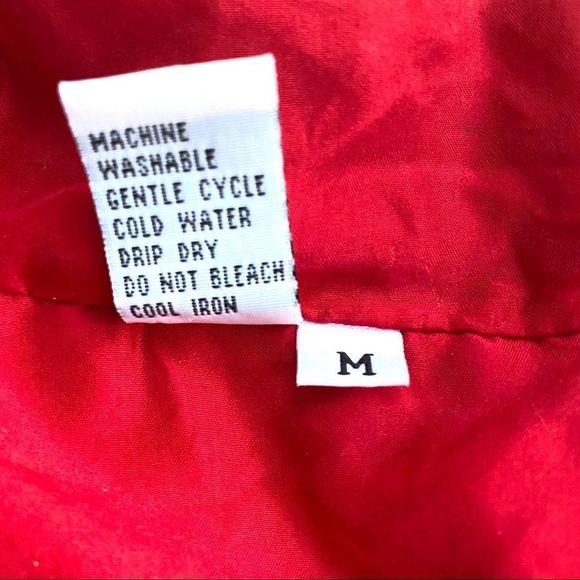 MACHINE
WASHABLE
GENTLE CYCLE
COLD WATER
DRIP DRY
DO NOT BLEACH
COOL IRON
M